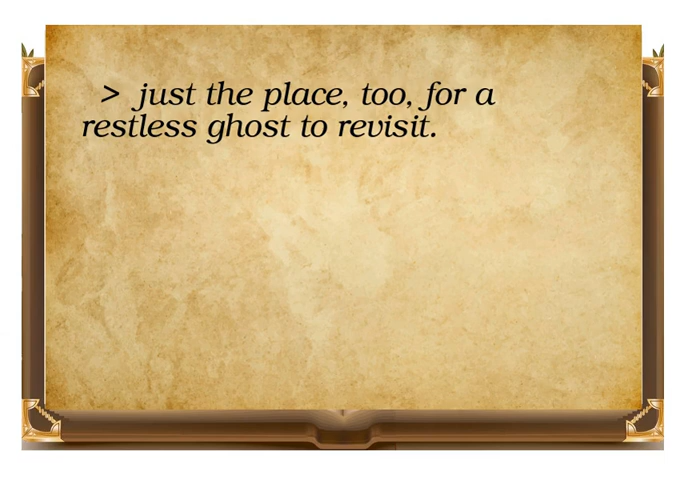 > just the place, too, for a
restless ghost to revisit.